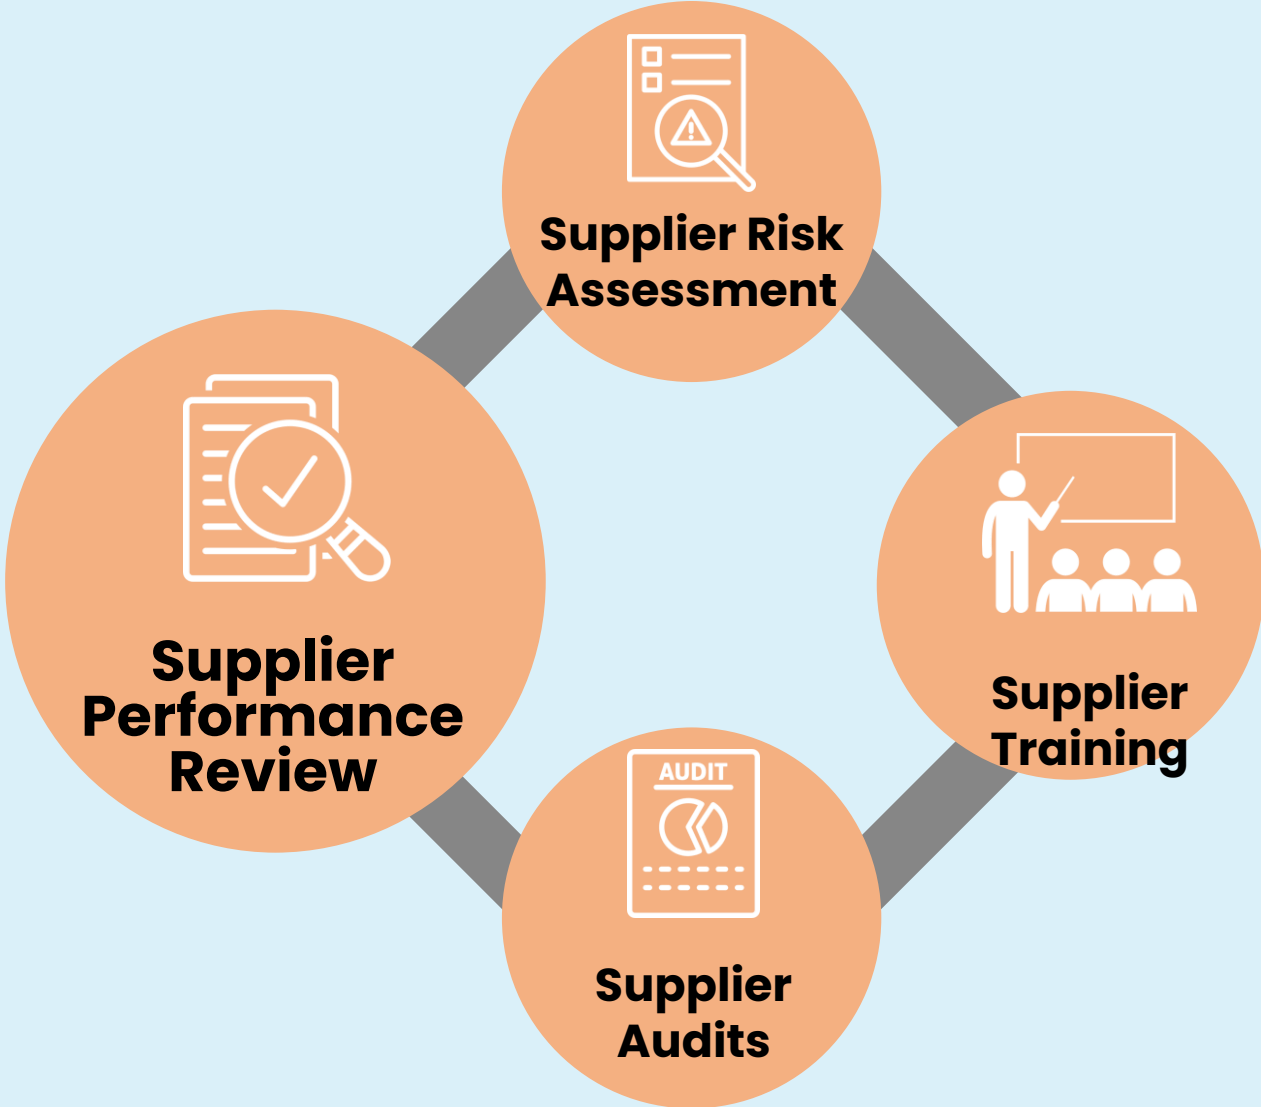 Supplier Risk
Assessment
Supplier
Performance
Review
Supplier
Training
AUDIT
Supplier
Audits